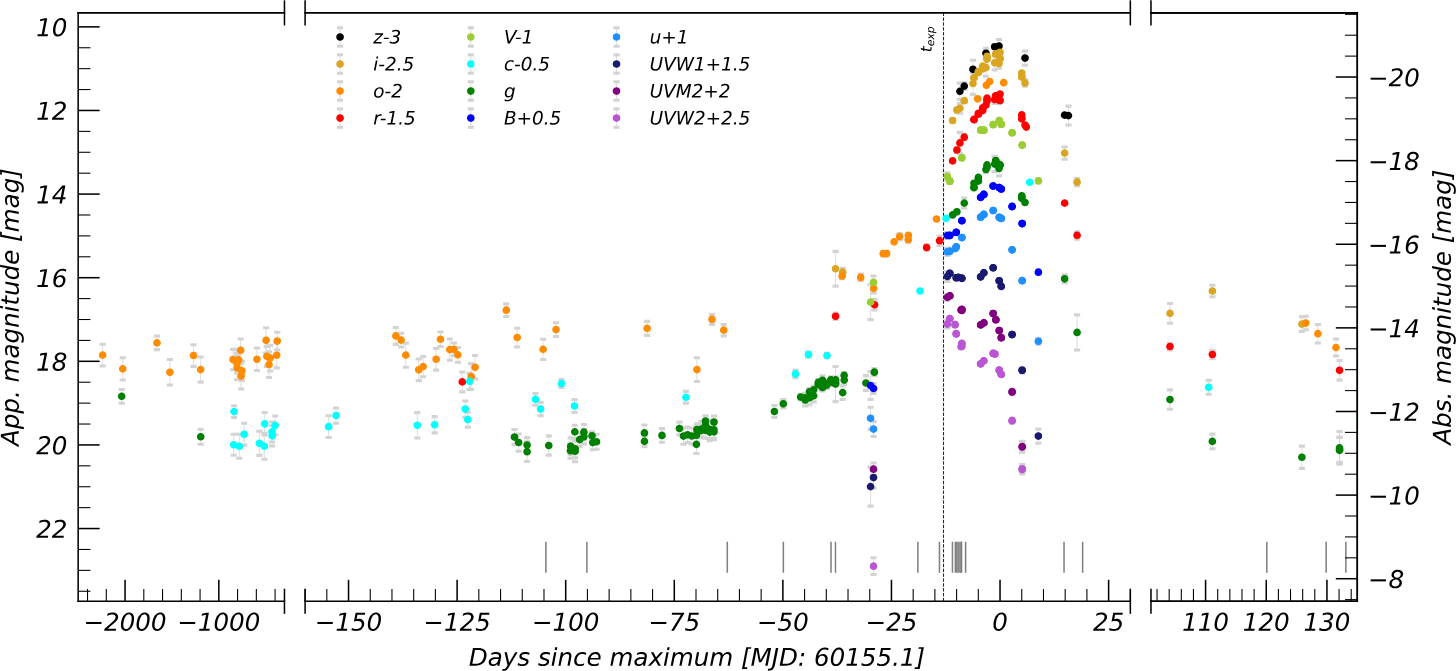 z-3 V-1 u+1
i-2.5 c-0.5 UVW1+1.5
o-2 g UVM2+2
r-1.5 B+0.5 UVW2+2.5
t_exp
App. magnitude [mag]
10
12
14
16
18
20
22
Abs. magnitude [mag]
−20
−18
−16
−14
−12
−10
−8
−2000 −1000 −150 −125 −100 −75 −50 −25 0 25 110 120 130
Days since maximum [MJD: 60155.1]